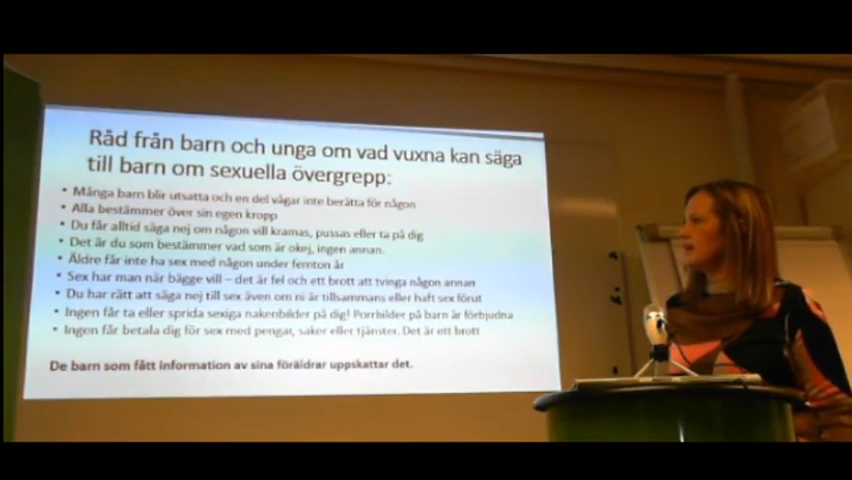 Råd från barn och unga om vad vuxna kan säga
till barn om sexuella övergrepp:
• Många barn blir utsatta och en del vågar inte berätta för någon
• Alla bestämmer över sin egen kropp
• Du får alltid säga nej om någon vill kramas, pussas eller ta på dig
• Det är du som bestämmer vad som är okej, ingen annan.
• Äldre får inte ha sex med någon under femton år
• Sex har man när bägge vill – det är fel och ett brott att tvinga någon annan
• Du har rätt att säga nej till sex även om ni är tillsammans eller haft sex förut
• Ingen får ta eller sprida sexiga nakenbilder på dig! Porrbilder på barn är förbjudna
• Ingen får betala dig för sex med pengar, saker eller tjänster. Det är ett brott
De barn som fått information av sina föräldrar uppskattar det.